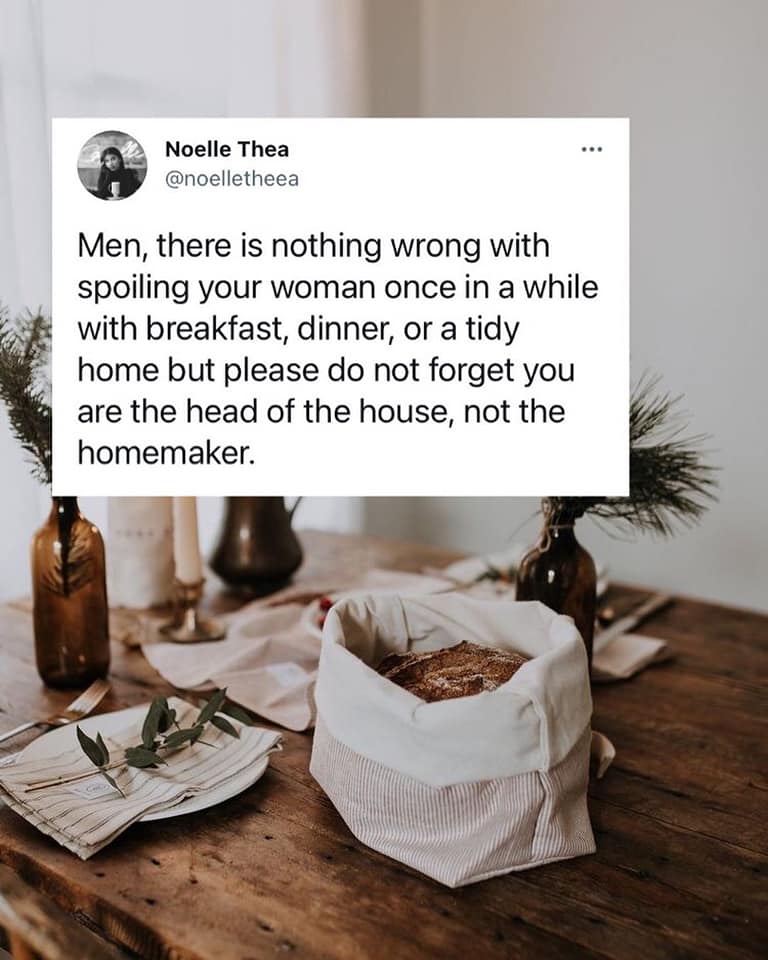 Noelle Thea
@noelletheea
Men, there is nothing wrong with
spoiling your woman once in a while
with breakfast, dinner, or a tidy
home but please do not forget you
are the head of the house, not the
homemaker.